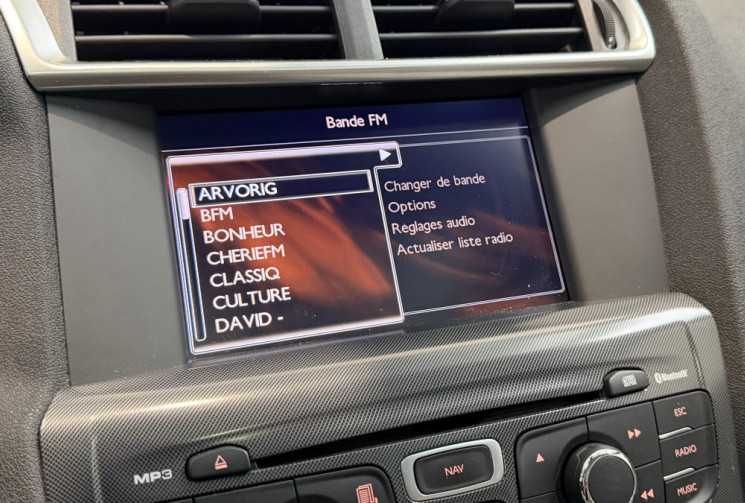 Bande FM
ARVORIG
BFM
BONHEUR
CHERIEFM
CLASSIQ
CULTURE
DAVID -
Changer de bande
Options
Reglages audio
Actualiser liste radio
Bluetooth
MP3
NAV
ESC
RADIO
MUSIC